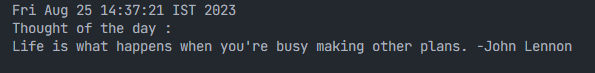 Fri Aug 25 14:37:21 IST 2023
Thought of the day :
Life is what happens when you're busy making other plans. -John Lennon